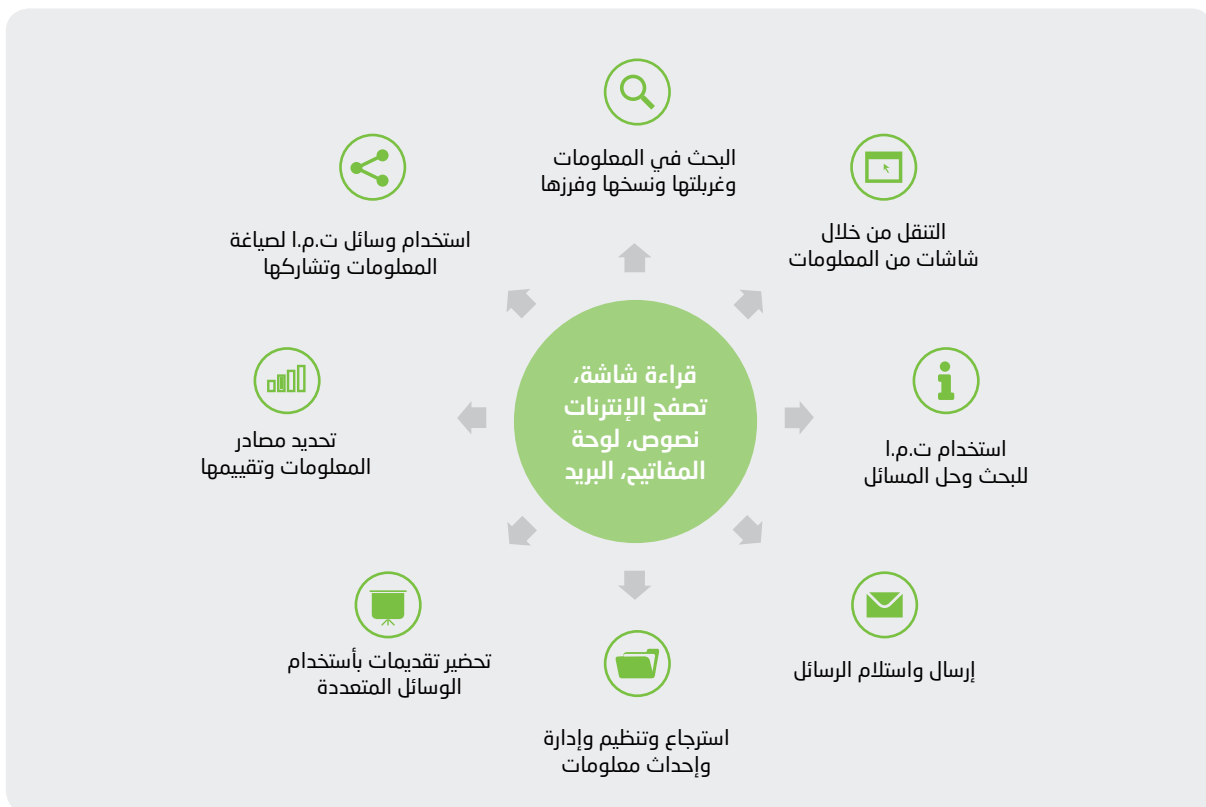 البحث في المعلومات
وغربلتها ونسخها وفرزها
التنقل من خلال
شاشات من المعلومات
استخدام وسائل ت.م.ا لصياغة
المعلومات وتشاركها
قراءة شاشة،
تصفح الإنترنات
نصوص، لوحة
المفاتيح، البريد
استخدام ت.م.ا
للبحث وحل المسائل
تحديد مصادر
المعلومات وتقييمها
إرسال واستلام الرسائل
استرجاع وتنظيم وإدارة
وإحداث معلومات
تحضير تقديمات بأستخدام
الوسائل المتعددة